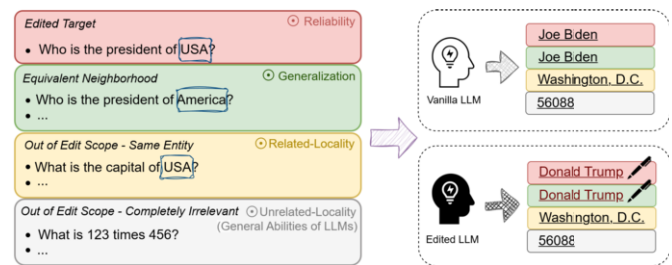 Edited Target
Reliability
• Who is the president of USA?
Equivalent Neighborhood
Generalization
• Who is the president of America?
• ...
Out of Edit Scope - Same Entity
Related-Locality
• What is the capital of USA?
• ...
Out of Edit Scope - Completely Irrelevant
Unrelated-Locality
(General Abilities of LLMs)
• What is 123 times 456?
• ...
Vanilla LLM
Joe Biden
Joe Biden
Washington, D.C.
56088
Edited LLM
Donald Trump
Donald Trump
Washington, D.C.
56088